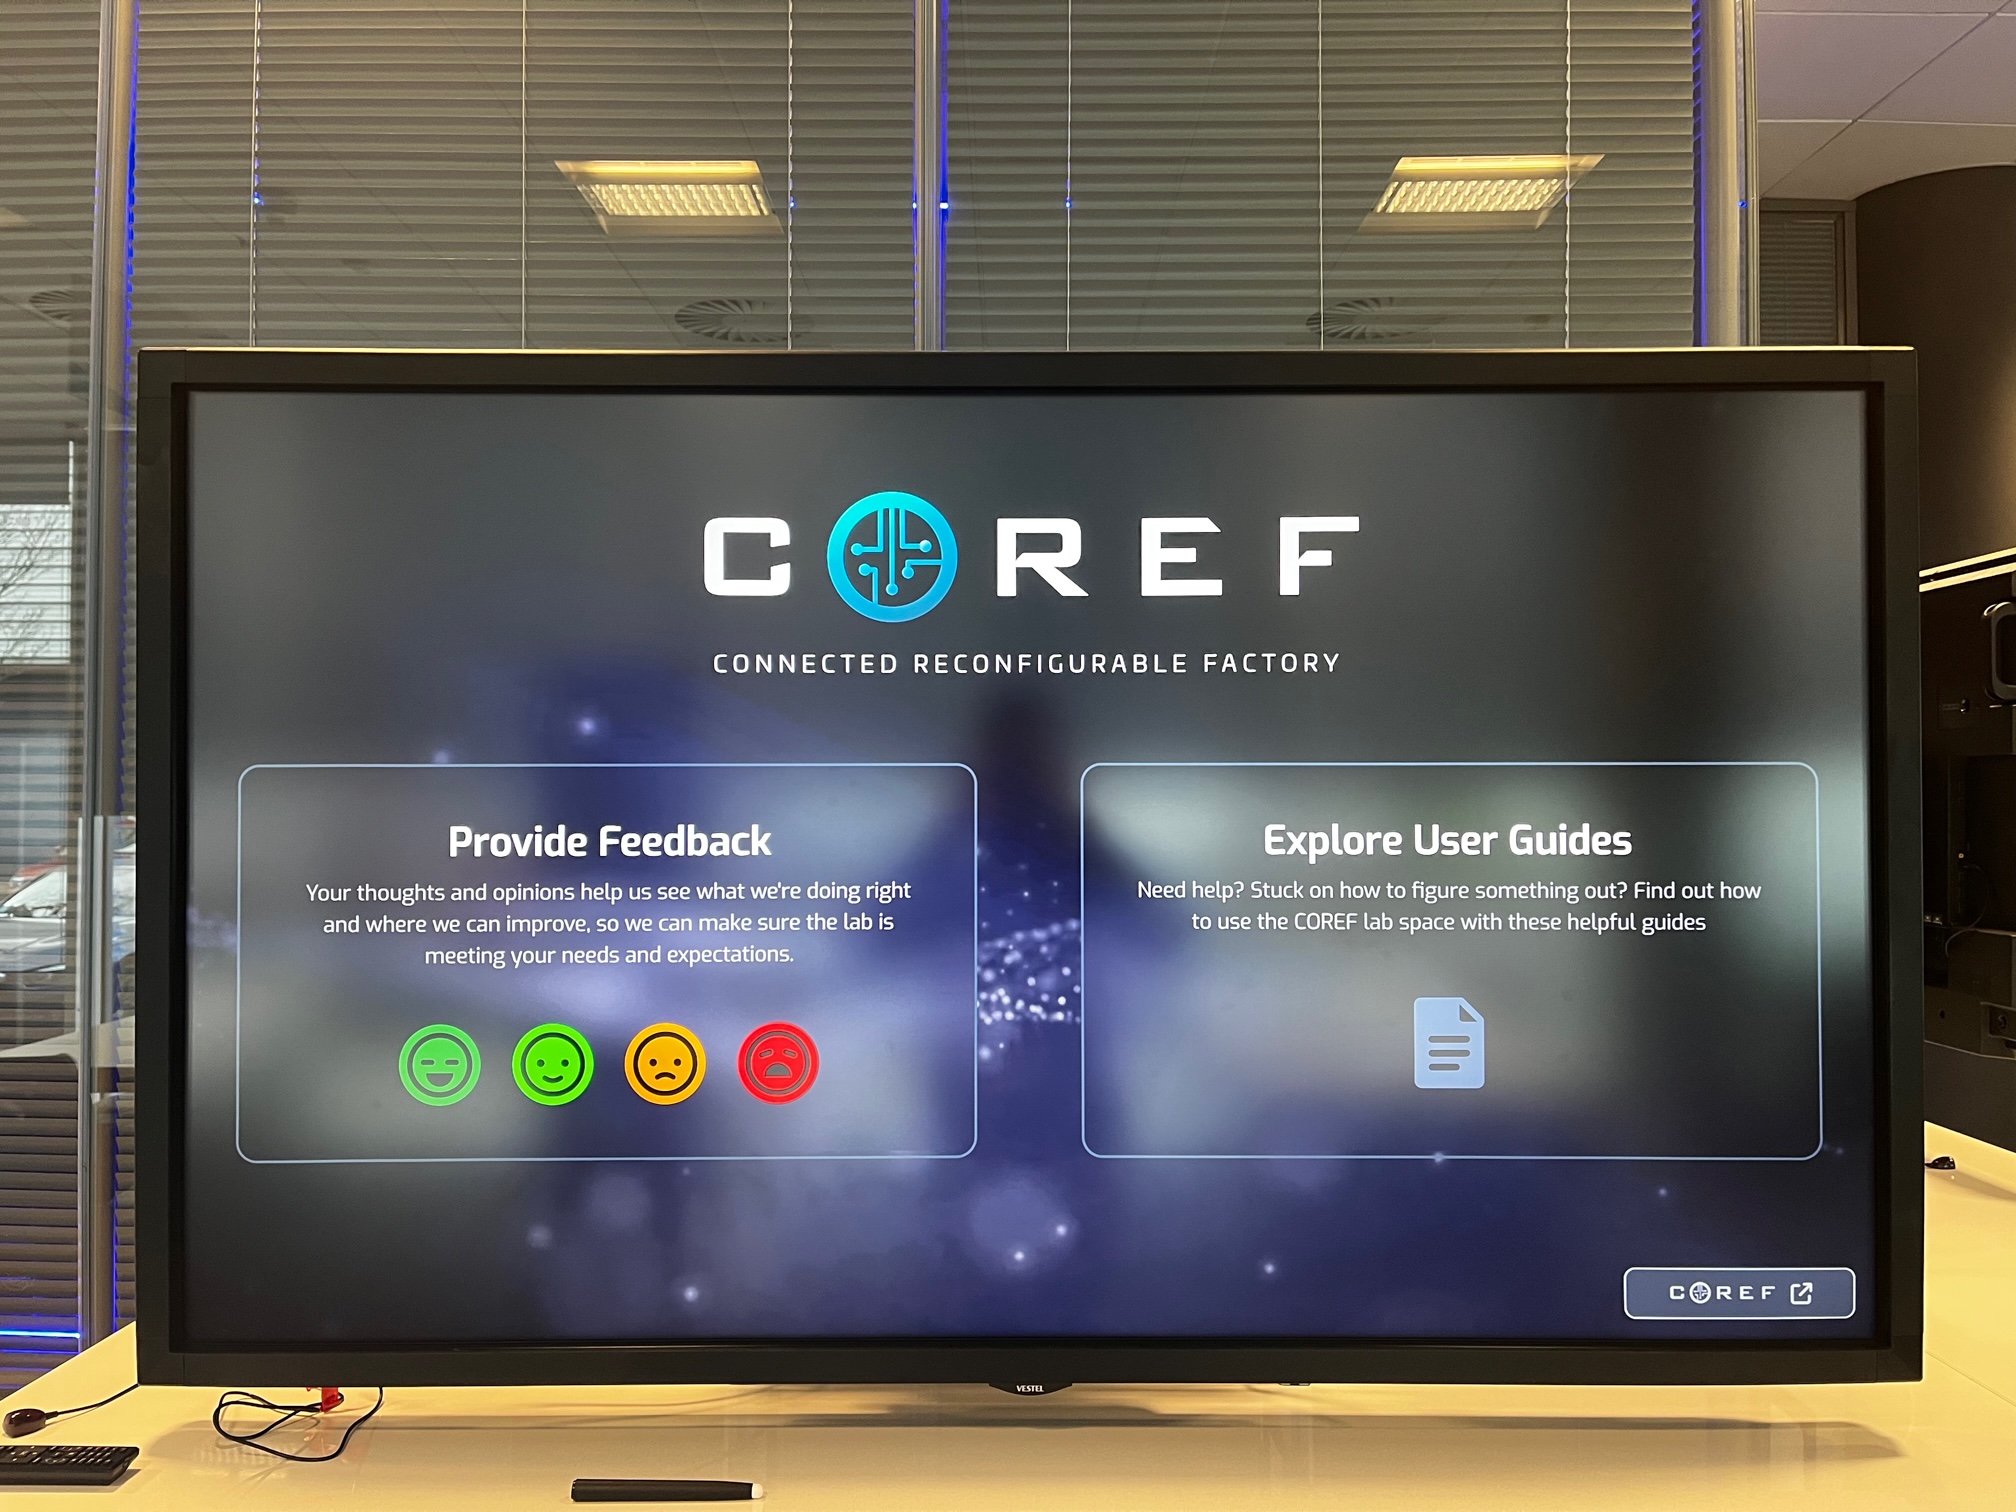 COREF
CONNECTED RECONFIGURABLE FACTORY
Provide Feedback
Your thoughts and opinions help us see what we're doing right
and where we can improve, so we can make sure the lab is
meeting your needs and expectations.
Explore User Guides
Need help? Stuck on how to figure something out? Find out how
to use the COREF lab space with these helpful guides
COREF
VESTEL